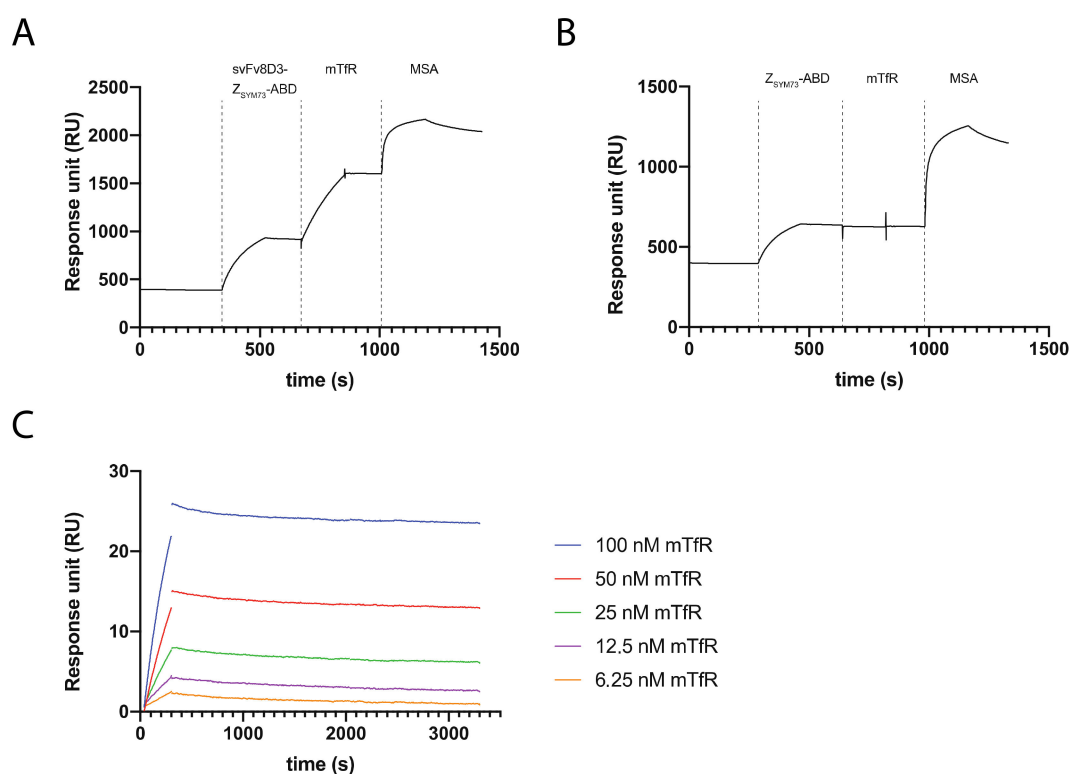 A
svFv8D3-
ZSYM73-ABD
mTfR
MSA
Response unit (RU)
2500
2000
1500
1000
500
0
0
500
1000
1500
time (s)
B
ZSYM73-ABD
mTfR
MSA
Response unit (RU)
1500
1000
500
0
0
500
1000
1500
time (s)
C
Response unit (RU)
30
20
10
0
0
1000
2000
3000
time (s)
100 nM mTfR
50 nM mTfR
25 nM mTfR
12.5 nM mTfR
6.25 nM mTfR